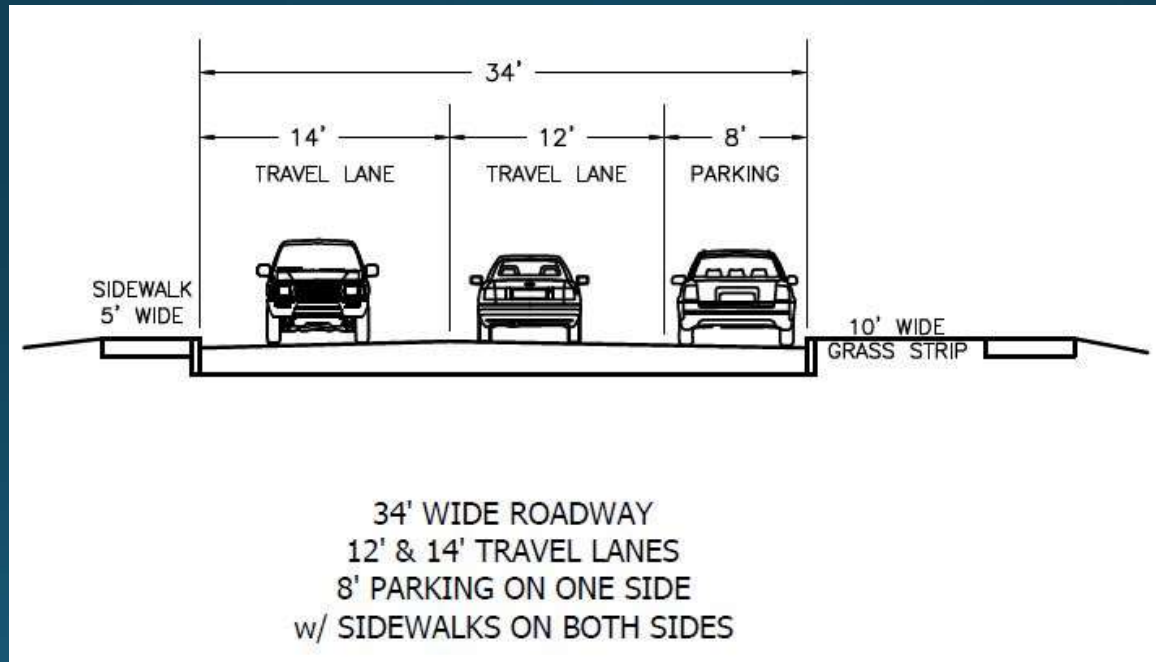 34'
14'
12'
8'
TRAVEL LANE
TRAVEL LANE
PARKING
SIDEWALK
5' WIDE
10' WIDE
GRASS STRIP
34' WIDE ROADWAY
12' & 14' TRAVEL LANES
8' PARKING ON ONE SIDE
w/ SIDEWALKS ON BOTH SIDES